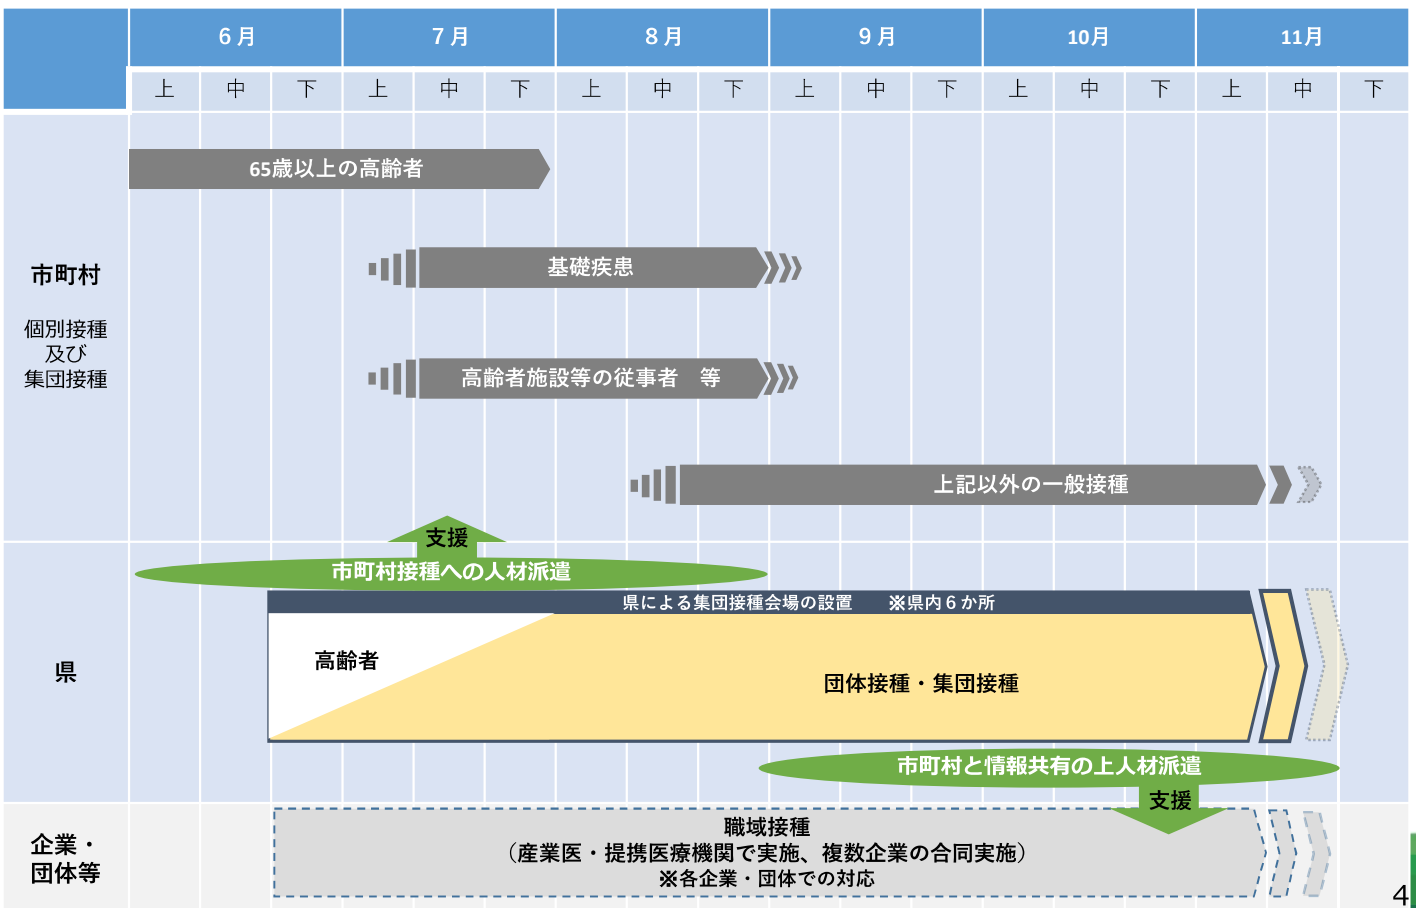 ６月 ７月 ８月 ９月 10月 11月
上 中 下 上 中 下 上 中 下 上 中 下 上 中 下 上 中 下
市町村
個別接種
及び
集団接種
65歳以上の高齢者
基礎疾患
高齢者施設等の従事者　等
上記以外の一般接種
県
支援
市町村接種への人材派遣
県による集団接種会場の設置　　※県内６か所
高齢者
団体接種・集団接種
市町村と情報共有の上人材派遣
支援
企業・
団体等
職域接種
（産業医・提携医療機関で実施、複数企業の合同実施）
※各企業・団体での対応
4